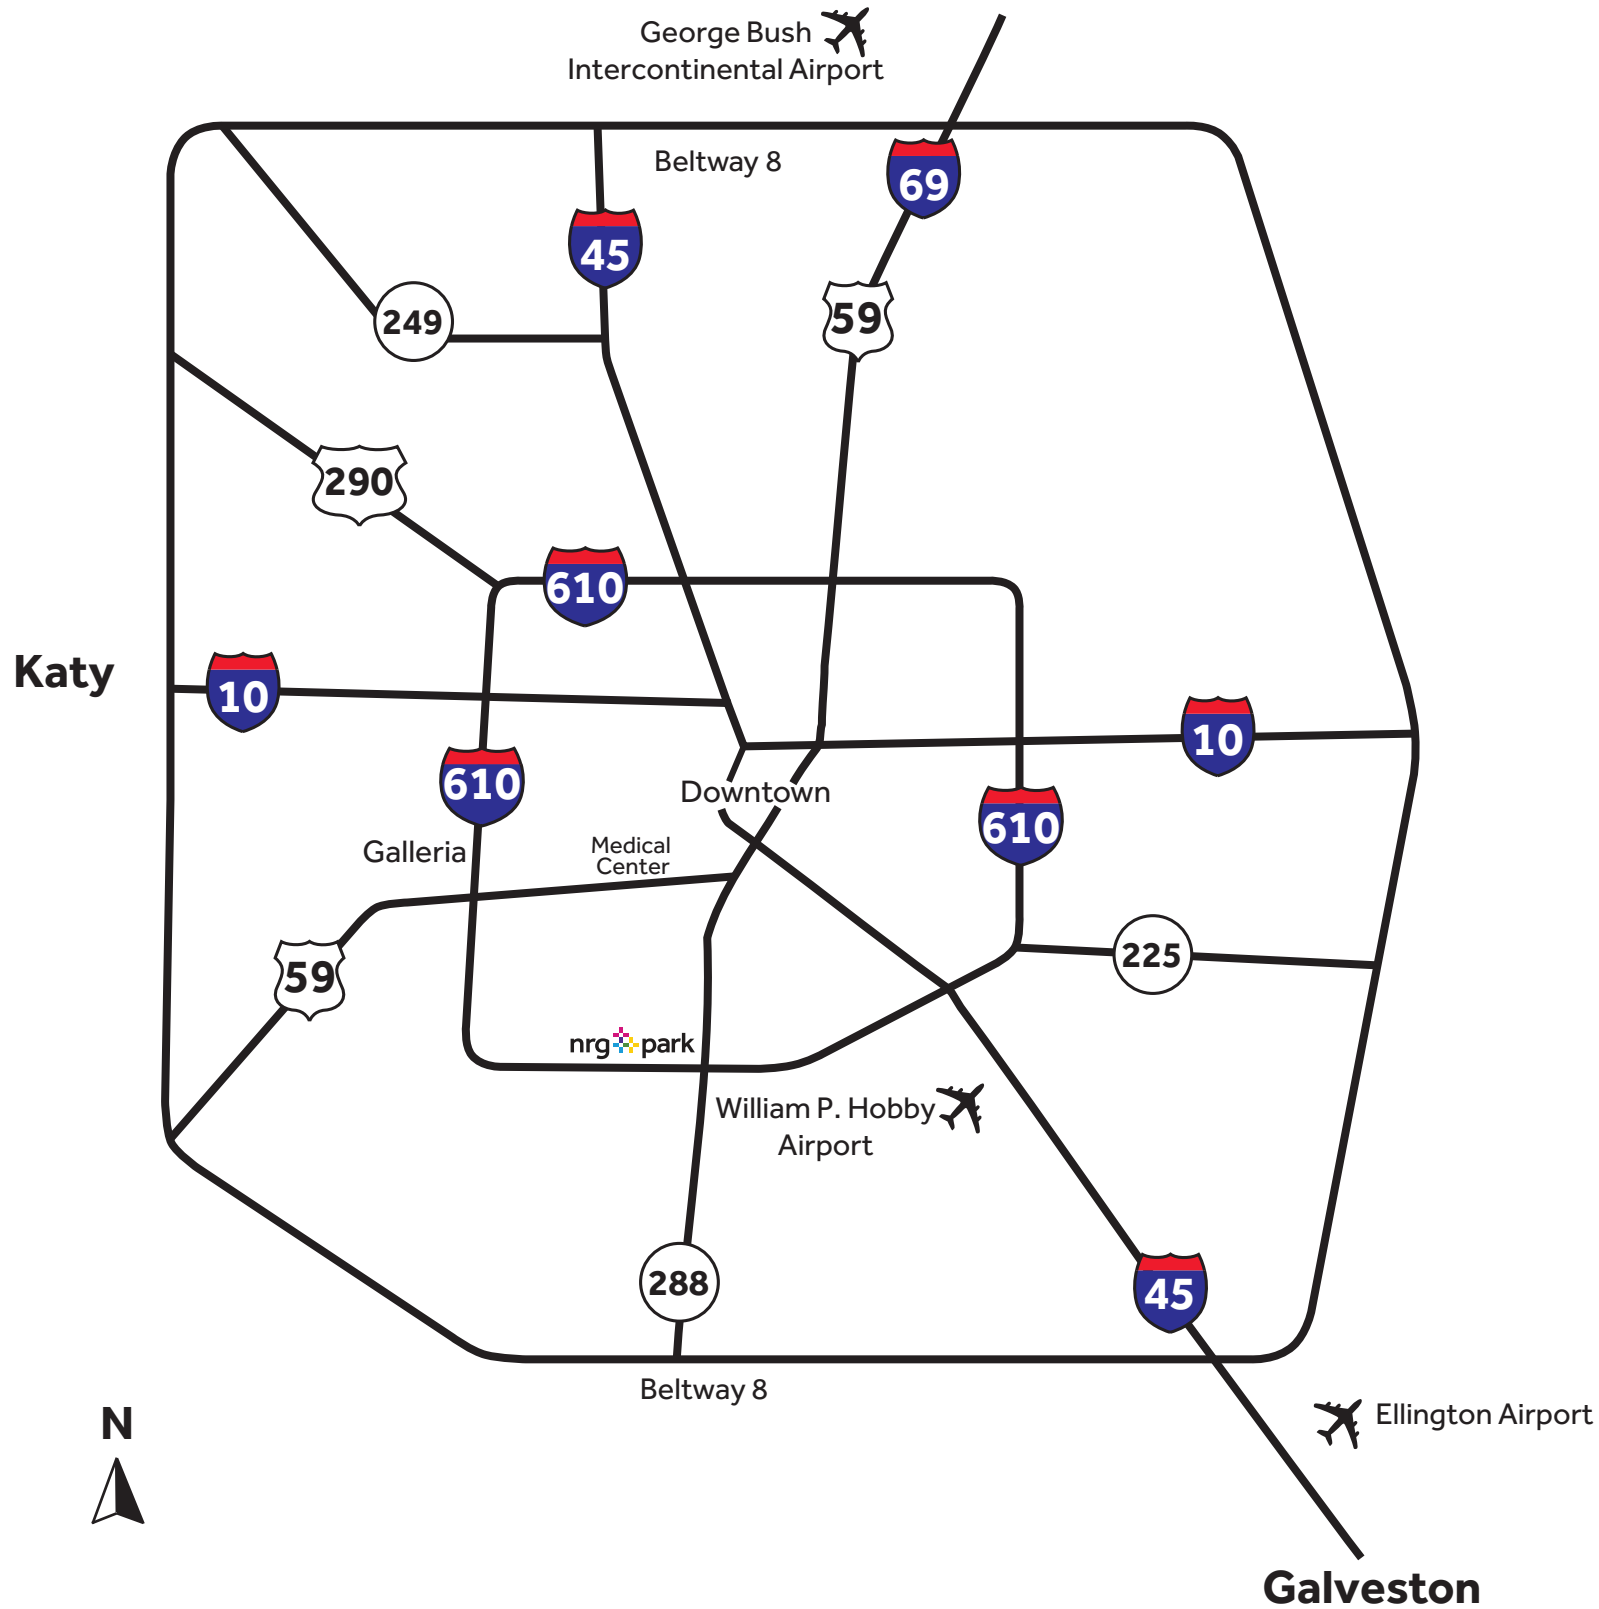 George Bush
Intercontinental Airport
Beltway 8
69
45
59
249
290
610
Katy
10
10
610
Downtown
610
Galleria
Medical
Center
225
59
nrg park
William P. Hobby
Airport
288
45
Beltway 8
N
Ellington Airport
Galveston